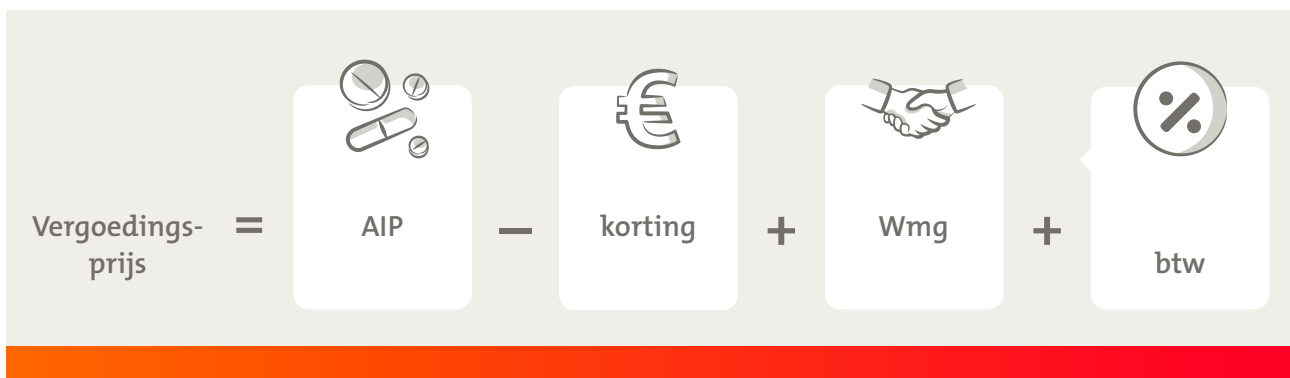 Vergoedings- = AIP – korting + Wmg +
prijs btw